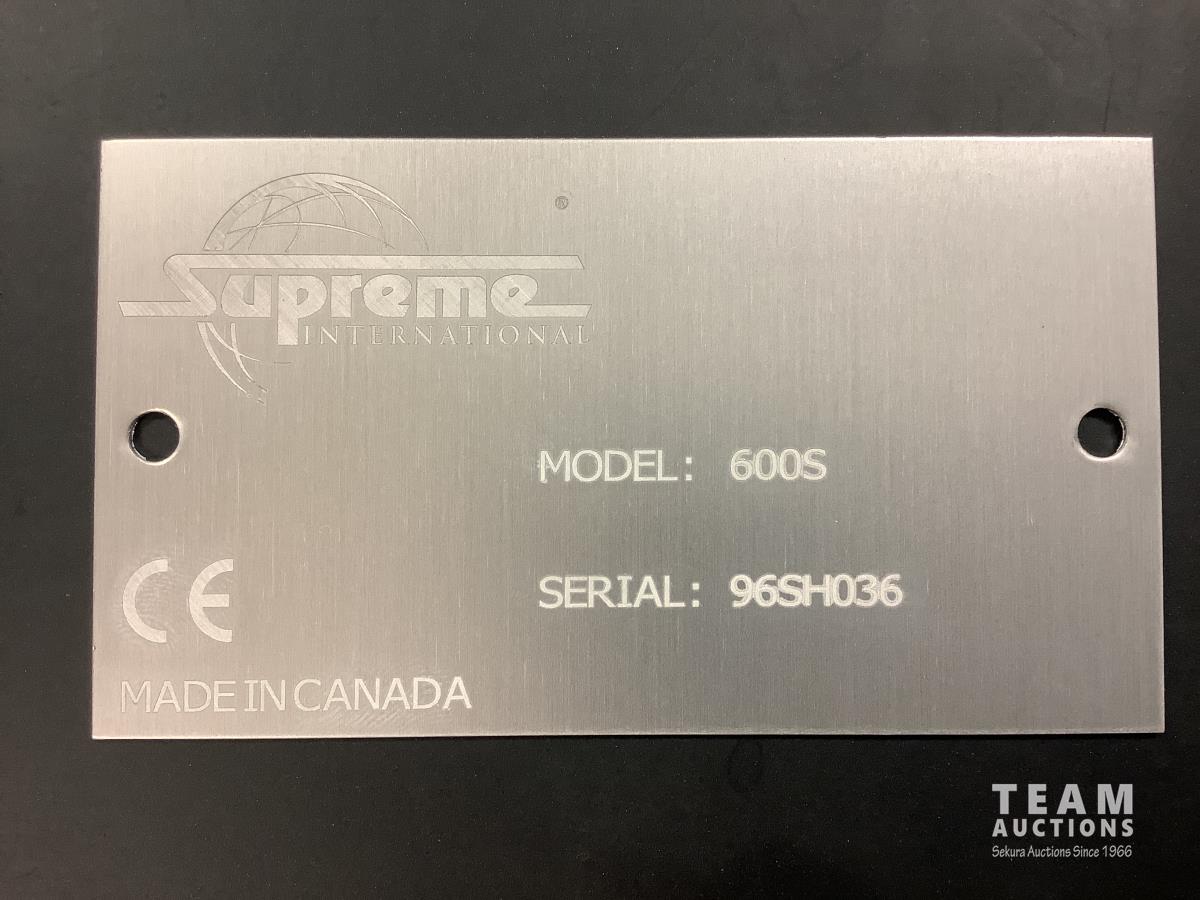 ®
Supreme
INTERNATIONAL
MODEL: 600S
CE
SERIAL: 96SH036
MADE IN CANADA
TEAM
AUCTIONS
Sekura Auctions Since 1966